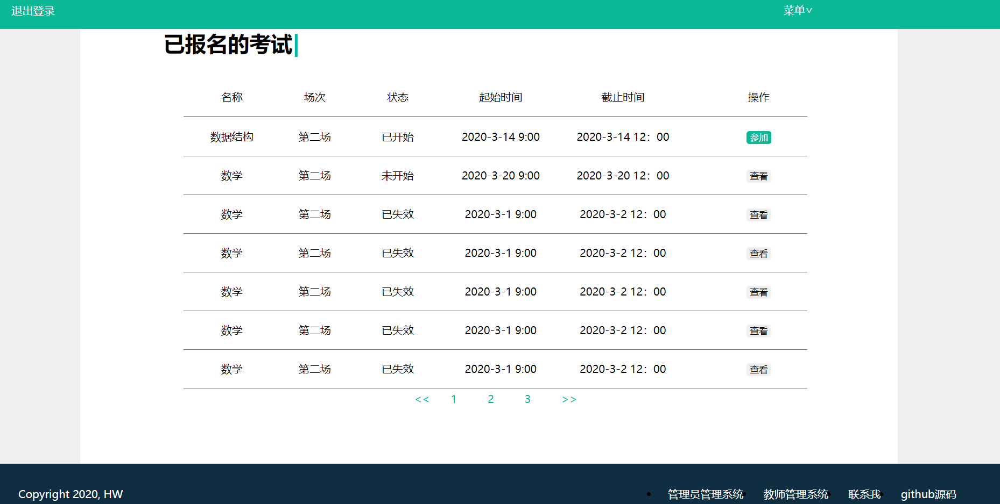 退出登录 菜单˅
已报名的考试|
名称 场次 状态 起始时间 截止时间 操作
数据结构 第二场 已开始 2020-3-14 9:00 2020-3-14 12：00 参加
数学 第二场 未开始 2020-3-20 9:00 2020-3-20 12：00 查看
数学 第二场 已失效 2020-3-1 9:00 2020-3-2 12：00 查看
数学 第二场 已失效 2020-3-1 9:00 2020-3-2 12：00 查看
数学 第二场 已失效 2020-3-1 9:00 2020-3-2 12：00 查看
数学 第二场 已失效 2020-3-1 9:00 2020-3-2 12：00 查看
数学 第二场 已失效 2020-3-1 9:00 2020-3-2 12：00 查看
<< 1 2 3 >>
Copyright 2020, HW • 管理员管理系统 • 教师管理系统 • 联系我 • github源码